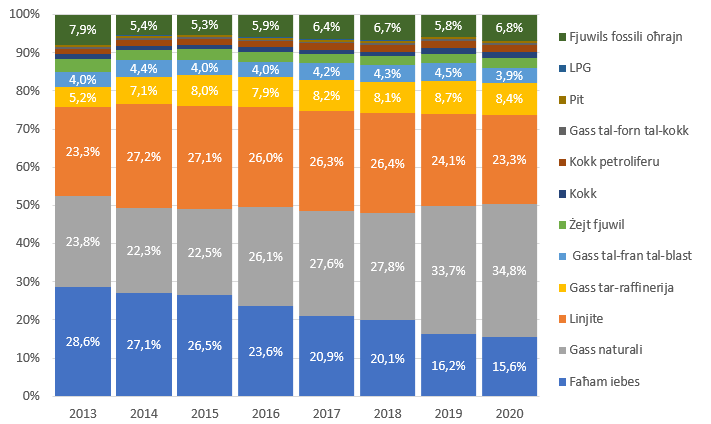 100%
90%
80%
70%
60%
50%
40%
30%
20%
10%
0%
7,9% 5,4% 5,3% 5,9% 6,4% 6,7% 5,8% 6,8%
4,0% 4,4% 4,0% 4,0% 4,2% 4,3% 4,5% 3,9%
5,2% 7,1% 8,0% 7,9% 8,2% 8,1% 8,7% 8,4%
23,3% 27,2% 27,1% 26,0% 26,3% 26,4% 24,1% 23,3%
23,8% 22,3% 22,5% 26,1% 27,6% 27,8% 33,7% 34,8%
28,6% 27,1% 26,5% 23,6% 20,9% 20,1% 16,2% 15,6%
2013 2014 2015 2016 2017 2018 2019 2020
Fjuwils fossili oħrajn
LPG
Pit
Gass tal-forn tal-kokk
Kokk petroliferu
Kokk
Żejt fjuwil
Gass tal-fran tal-blast
Gass tar-raffinerija
Linjite
Gass naturali
Faħam iebes